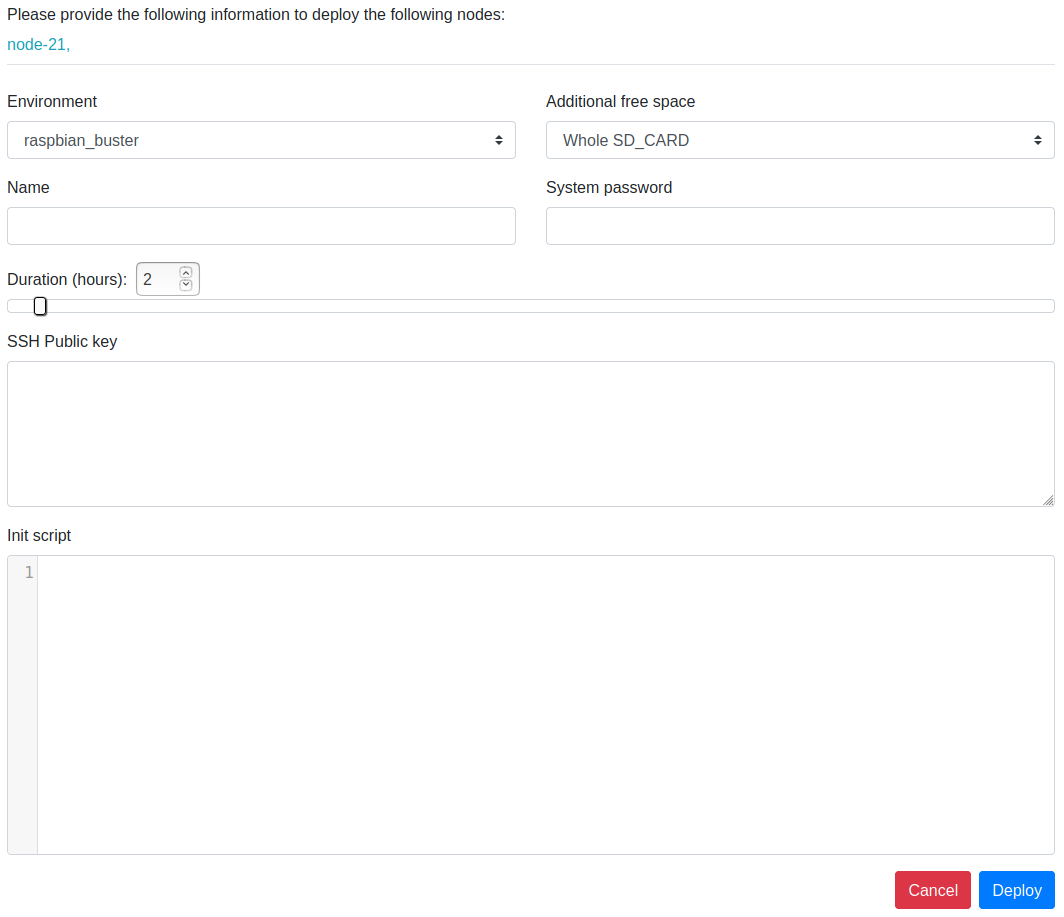 Please provide the following information to deploy the following nodes:
node-21,
Environment
Additional free space
raspbian_buster
Whole SD_CARD
Name
System password
Duration (hours): 2
SSH Public key
Init script
1
Cancel
Deploy